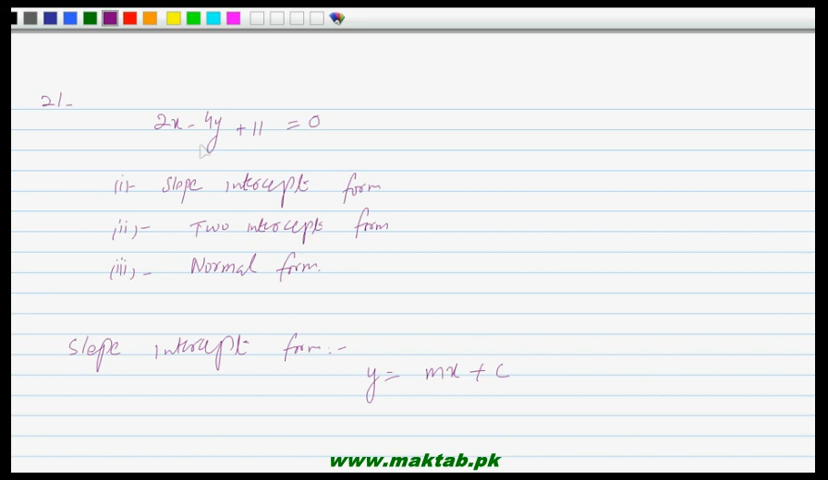 2/-
2x - 4y + 11 = 0
(i)- Slope intercept form
(ii)- Two intercepts form
(iii)- Normal form.
Slope intercept form:-
y = mx + c
www.maktab.pk